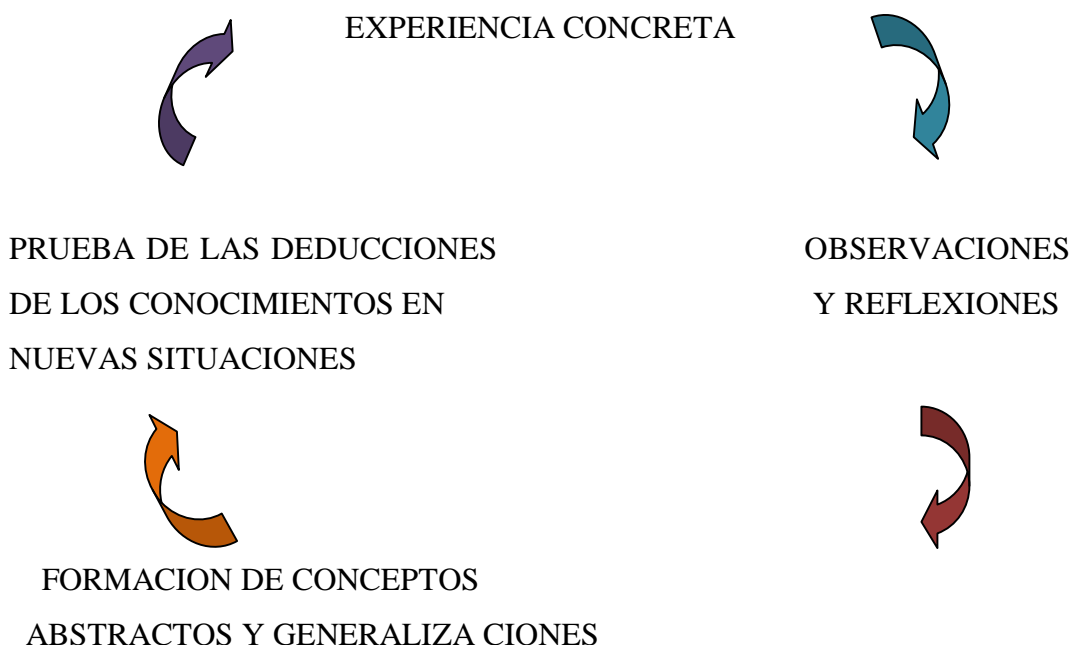 EXPERIENCIA CONCRETA
PRUEBA DE LAS DEDUCCIONES
DE LOS CONOCIMIENTOS EN
NUEVAS SITUACIONES
OBSERVACIONES
Y REFLEXIONES
FORMACION DE CONCEPTOS
ABSTRACTOS Y GENERALIZA CIONES